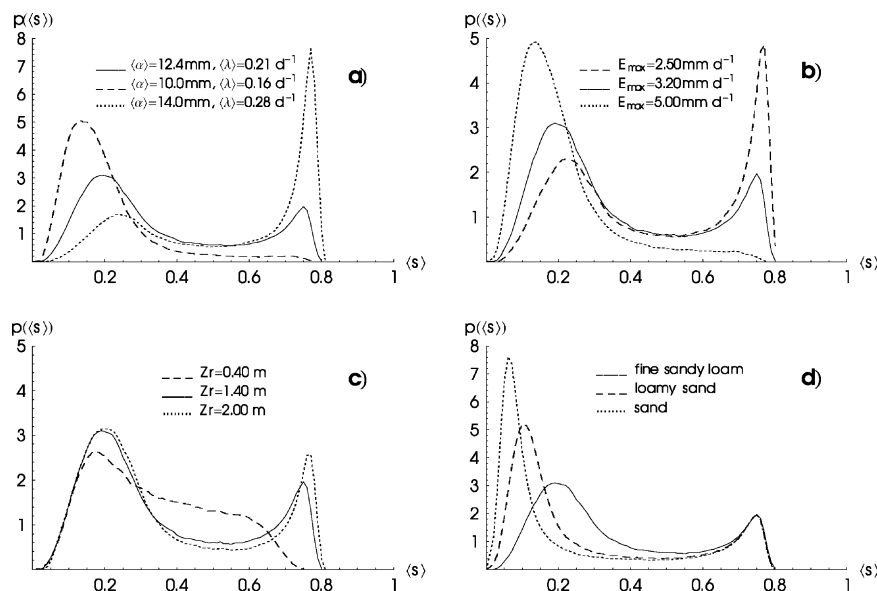 p(⟨s⟩)
8
7
6
5
4
3
2
1
0.2 0.4 0.6 0.8 1 ⟨s⟩
⟨α⟩=12.4mm, ⟨λ⟩=0.21 d⁻¹
⟨α⟩=10.0mm, ⟨λ⟩=0.16 d⁻¹
⟨α⟩=14.0mm, ⟨λ⟩=0.28 d⁻¹
a)
p(⟨s⟩)
5
4
3
2
1
0.2 0.4 0.6 0.8 1 ⟨s⟩
Emax=2.50mm d⁻¹
Emax=3.20mm d⁻¹
Emax=5.00mm d⁻¹
b)
p(⟨s⟩)
5
4
3
2
1
0.2 0.4 0.6 0.8 1 ⟨s⟩
Zr=0.40 m
Zr=1.40 m
Zr=2.00 m
c)
p(⟨s⟩)
8
7
6
5
4
3
2
1
0.2 0.4 0.6 0.8 1 ⟨s⟩
fine sandy loam
loamy sand
sand
d)